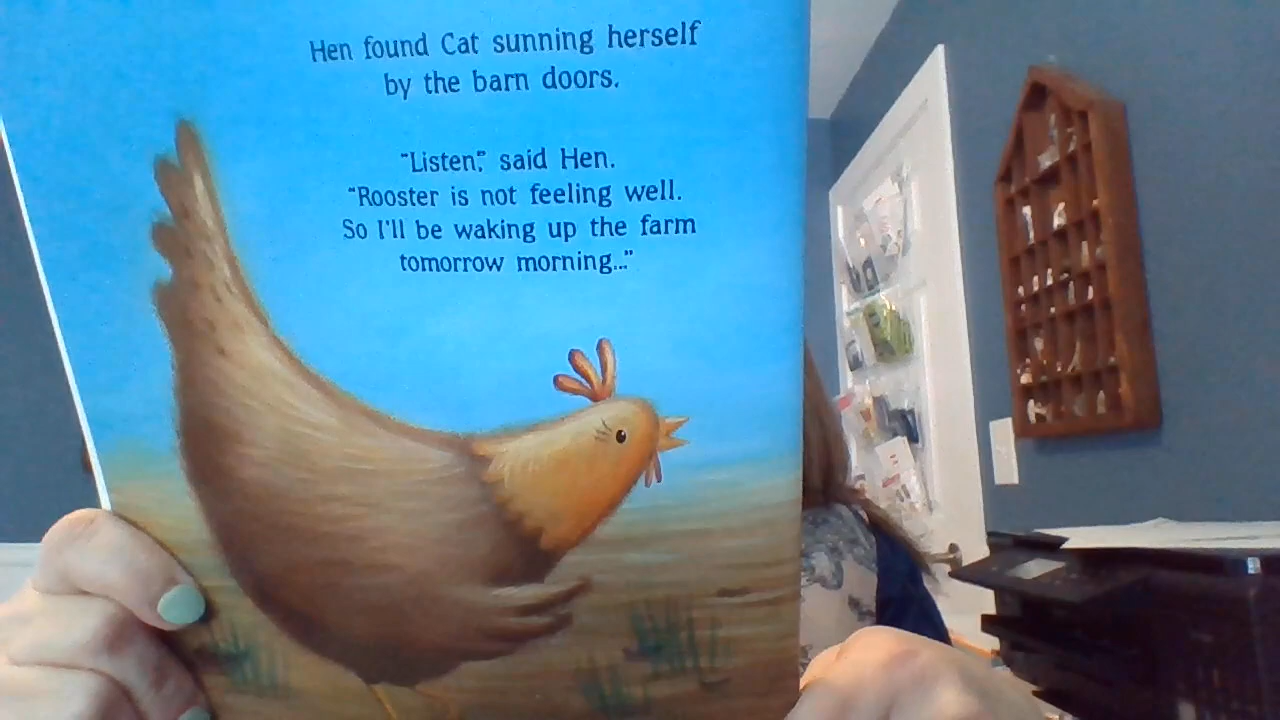 Hen found Cat sunning herself
by the barn doors.
"Listen," said Hen.
"Rooster is not feeling well.
So I'll be waking up the farm
tomorrow morning..."